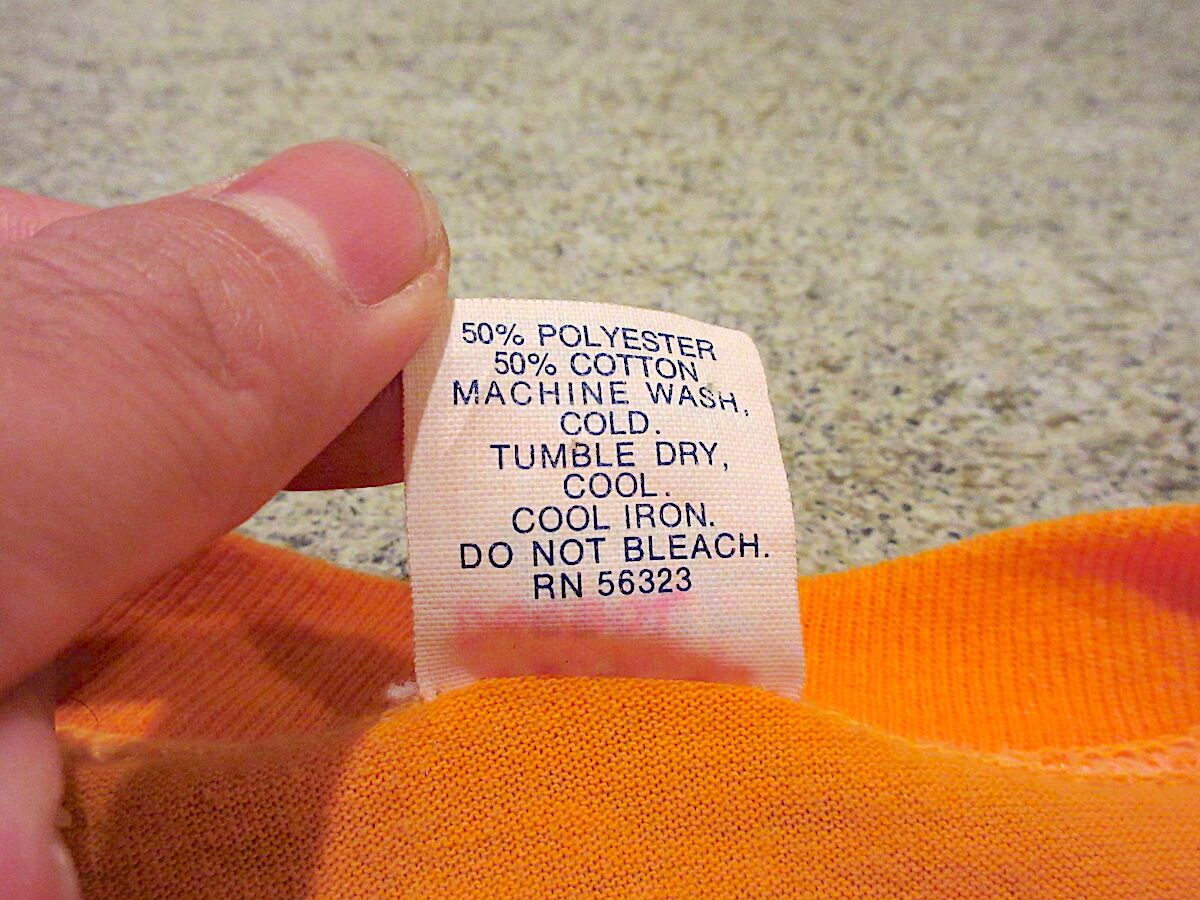 50% POLYESTER
50% COTTON
MACHINE WASH,
COLD.
TUMBLE DRY,
COOL.
COOL IRON.
DO NOT BLEACH.
RN 56323